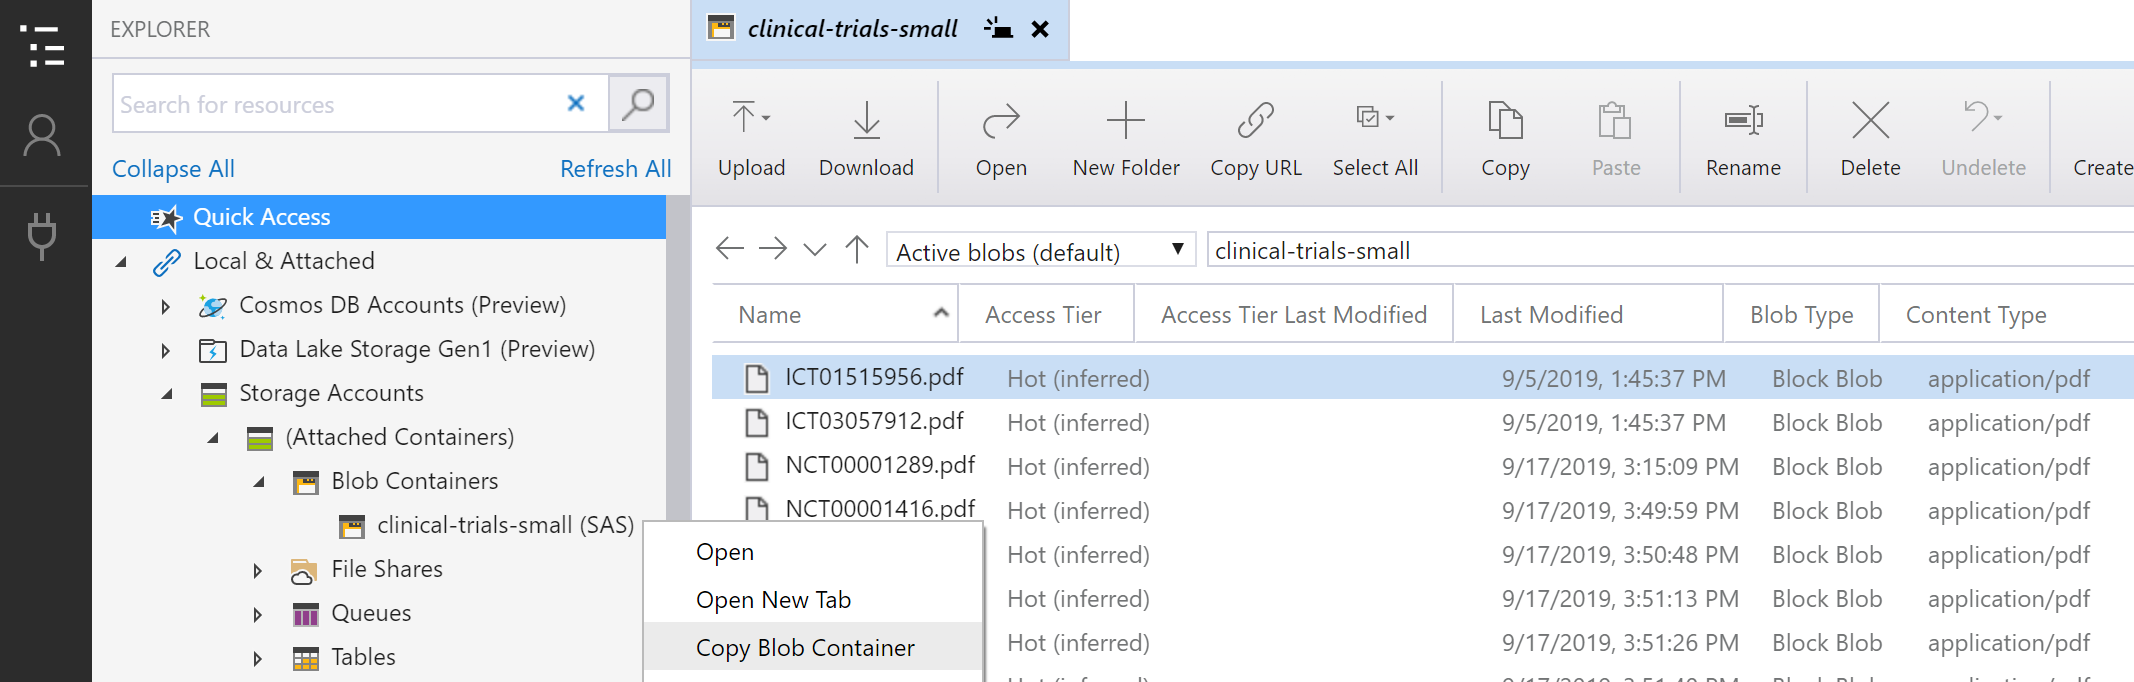 EXPLORER
Search for resources
Collapse All
Refresh All
Quick Access
Local & Attached
Cosmos DB Accounts (Preview)
Data Lake Storage Gen1 (Preview)
Storage Accounts
(Attached Containers)
Blob Containers
clinical-trials-small (SAS)
File Shares
Queues
Tables
clinical-trials-small
Upload
Download
Open
New Folder
Copy URL
Select All
Copy
Paste
Rename
Delete
Undelete
Create
Active blobs (default)
clinical-trials-small
Name Access Tier Access Tier Last Modified Last Modified Blob Type Content Type
ICT01515956.pdf Hot (inferred) 9/5/2019, 1:45:37 PM Block Blob application/pdf
ICT03057912.pdf Hot (inferred) 9/5/2019, 1:45:37 PM Block Blob application/pdf
NCT00001289.pdf Hot (inferred) 9/17/2019, 3:15:09 PM Block Blob application/pdf
NCT00001416.pdf Hot (inferred) 9/17/2019, 3:49:59 PM Block Blob application/pdf
Hot (inferred) 9/17/2019, 3:50:48 PM Block Blob application/pdf
Hot (inferred) 9/17/2019, 3:51:13 PM Block Blob application/pdf
Hot (inferred) 9/17/2019, 3:51:26 PM Block Blob application/pdf
Open
Open New Tab
Copy Blob Container